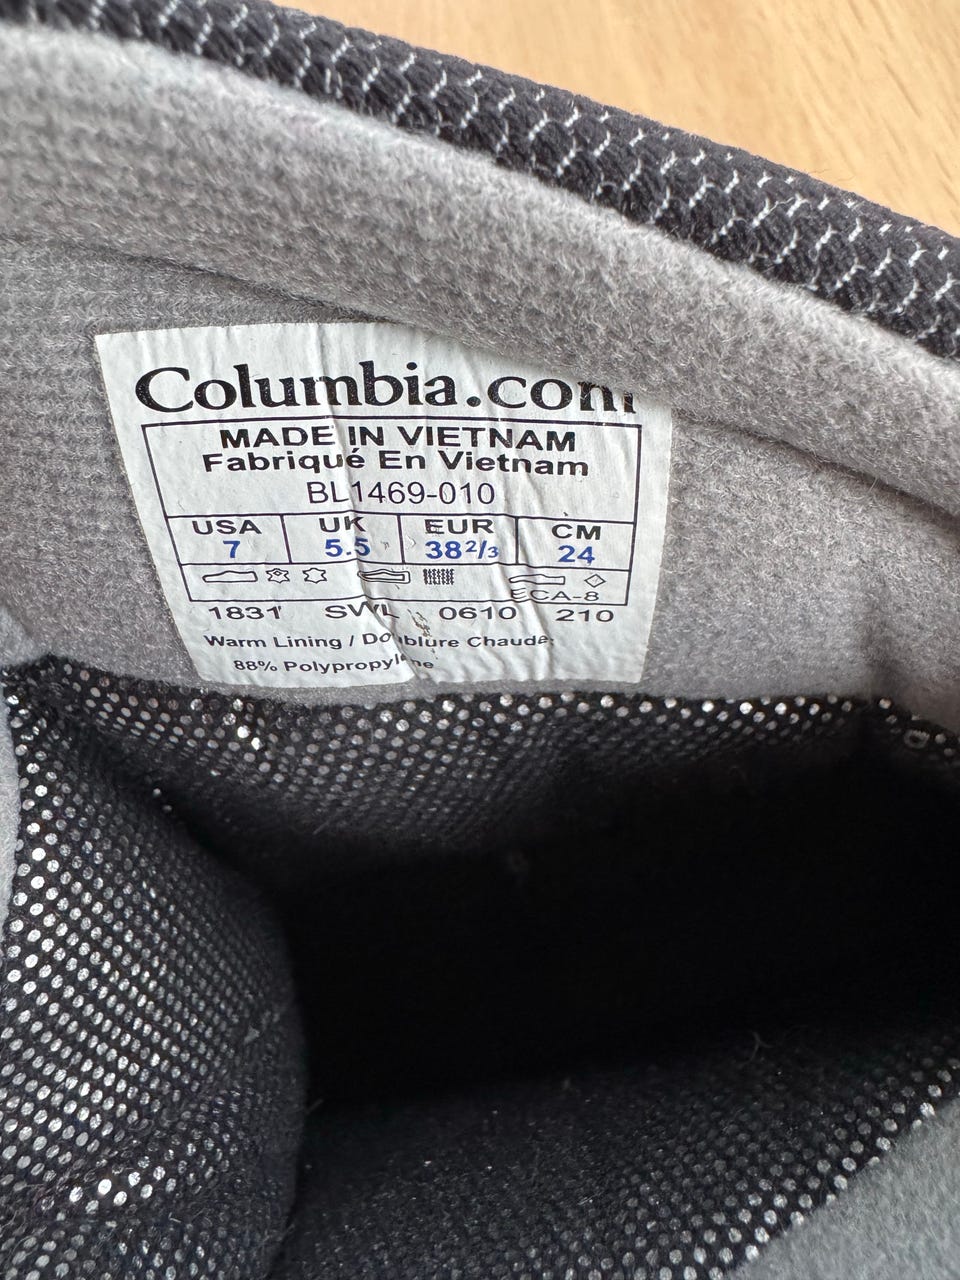 Columbia.com
MADE IN VIETNAM
Fabriqué En Vietnam
BL1469-010
USA UK EUR CM
7 5.5 38 2/3 24
ECA-8
1831 SWL 0610 210
Warm Lining / Doublure Chaude:
88% Polypropylene